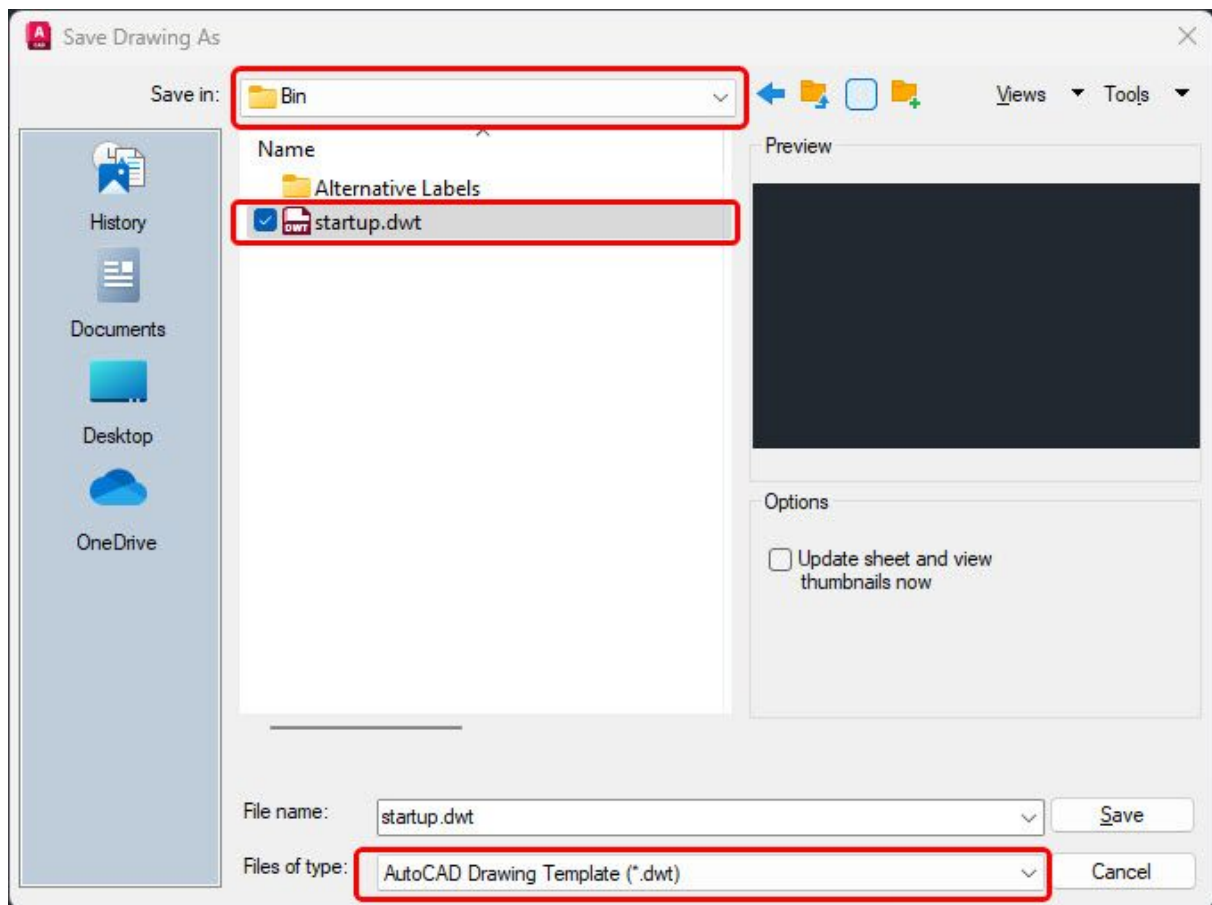 A
CAD
Save Drawing As
Save in:
Bin
Views
Tools
Name
Alternative Labels
DWT
startup.dwt
History
Documents
Desktop
OneDrive
Preview
Options
Update sheet and view
thumbnails now
File name:
startup.dwt
Save
Files of type:
AutoCAD Drawing Template (*.dwt)
Cancel